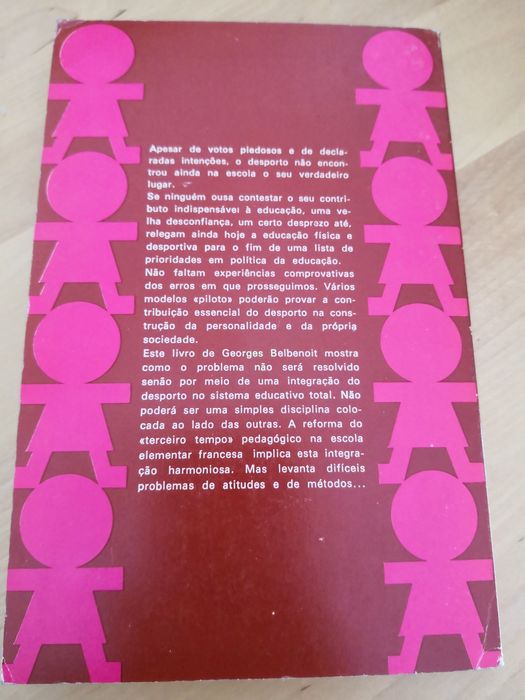 Apesar de votos piedosos e de decla-
radas intenções, o desporto não encon-
trou ainda na escola o seu verdadeiro
lugar.
Se ninguém ousa contestar o seu contri-
buto indispensável à educação, uma ve-
lha desconfiança, um certo desprezo até,
relegam ainda hoje a educação física e
desportiva para o fim de uma lista de
prioridades em política da educação.
Não faltam experiências comprovativas
dos erros em que prosseguimos. Vários
modelos «piloto» poderão provar a con-
tribuição essencial do desporto na cons-
trução da personalidade e da própria
sociedade.
Este livro de Georges Belbenoit mostra
como o problema não será resolvido
senão por meio de uma integração do
desporto no sistema educativo total. Não
poderá ser uma simples disciplina colo-
cada ao lado das outras. A reforma do
«terceiro tempo» pedagógico na escola
elementar francesa implica esta integra-
ção harmoniosa. Mas levanta difíceis
problemas de atitudes e de métodos...